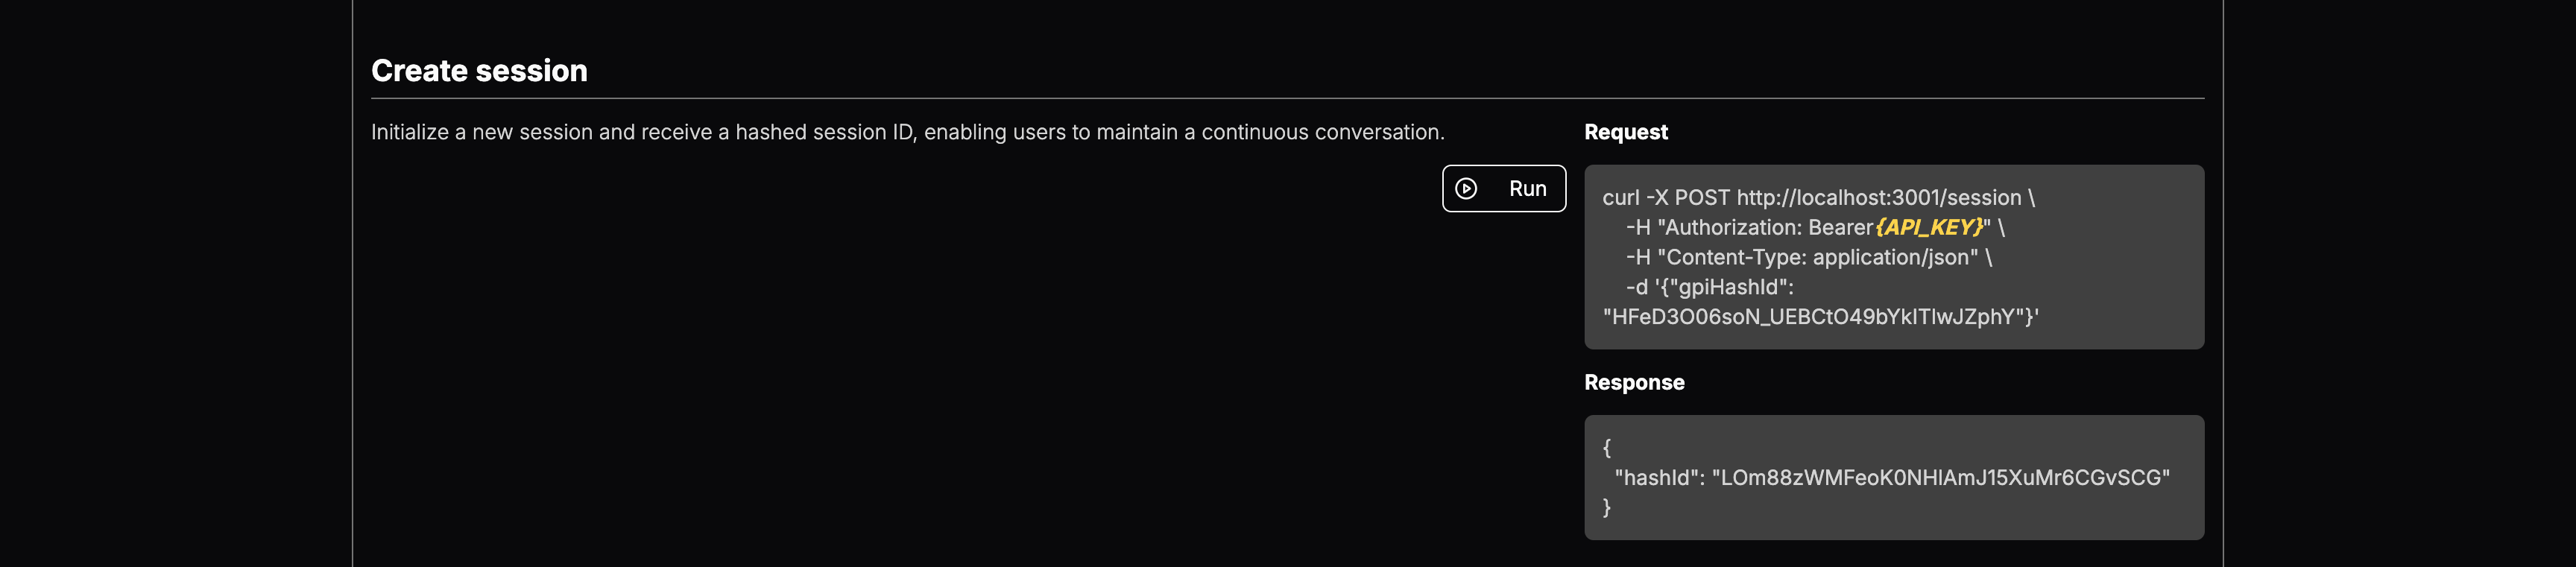 Create session
Initialize a new session and receive a hashed session ID, enabling users to maintain a continuous conversation.
Run
Request
curl -X POST http://localhost:3001/session \
-H "Authorization: Bearer{API_KEY}" \
-H "Content-Type: application/json" \
-d '{"gpiHashId":
"HFeD3O06soN_UEBCtO49bYkITlwJZphY"}'
Response
{
"hashId": "LOm88zWMFeoK0NHlAmJ15XuMr6CGvSCG"
}